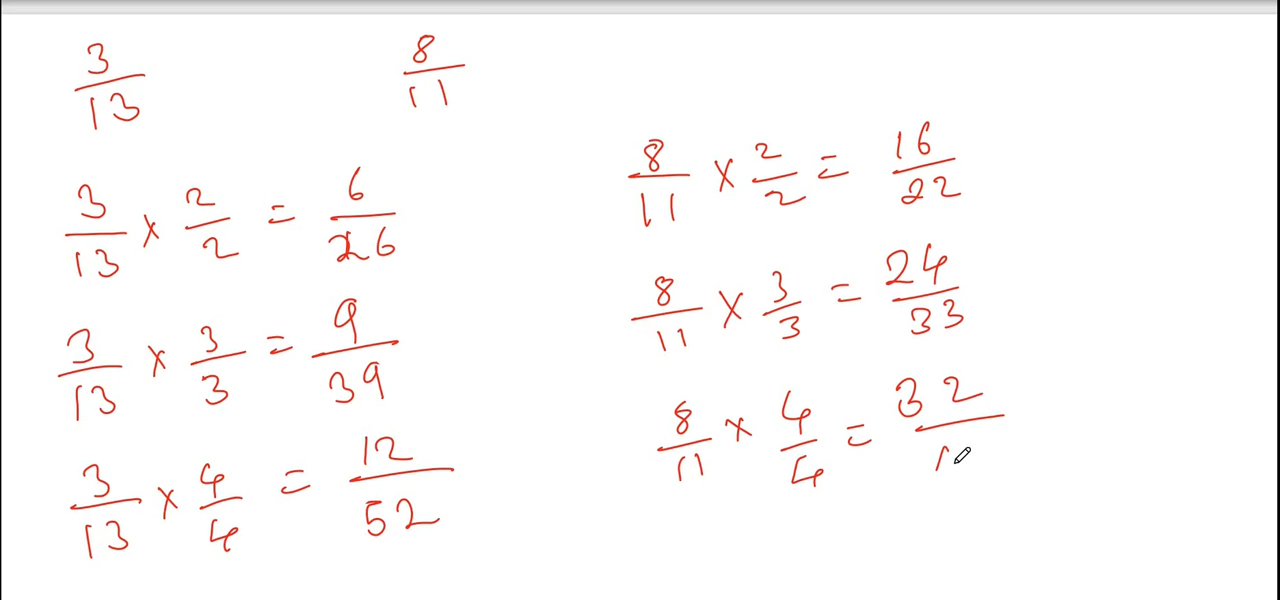 3/13 8/11
3/13 × 2/2 = 6/26
3/13 × 3/3 = 9/39
3/13 × 4/4 = 12/52
8/11 × 2/2 = 16/22
8/11 × 3/3 = 24/33
8/11 × 4/4 = 32/